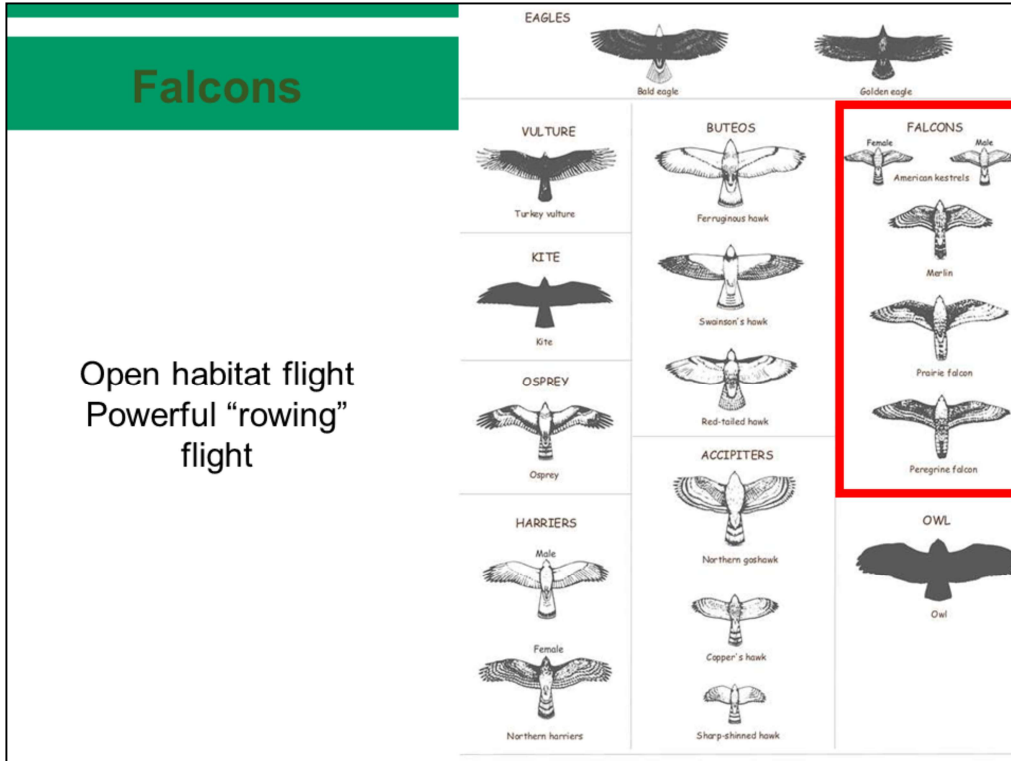 Falcons
Open habitat flight
Powerful “rowing”
flight
EAGLES
Bald eagle
Golden eagle
VULTURE
Turkey vulture
KITE
Kite
OSPREY
Osprey
HARRIERS
Male
Female
Northern harriers
BUTEOS
Ferruginous hawk
Swainson's hawk
Red-tailed hawk
ACCIPITERS
Northern goshawk
Copper's hawk
Sharp-shinned hawk
FALCONS
Female
Male
American kestrels
Merlin
Prairie falcon
Peregrine falcon
OWL
Owl